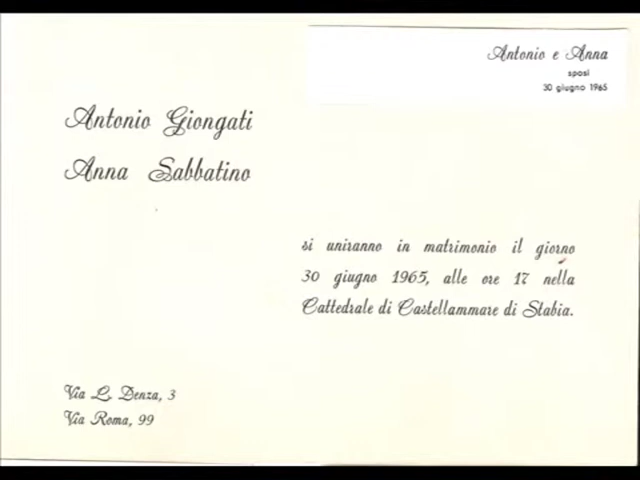 Antonio e Anna
sposi
30 giugno 1965
Antonio Giongati
Anna Sabbatino
si uniranno in matrimonio il giorno
30 giugno 1965, alle ore 17 nella
Cattedrale di Castellammare di Stabia.
Via L. Denza, 3
Via Roma, 99